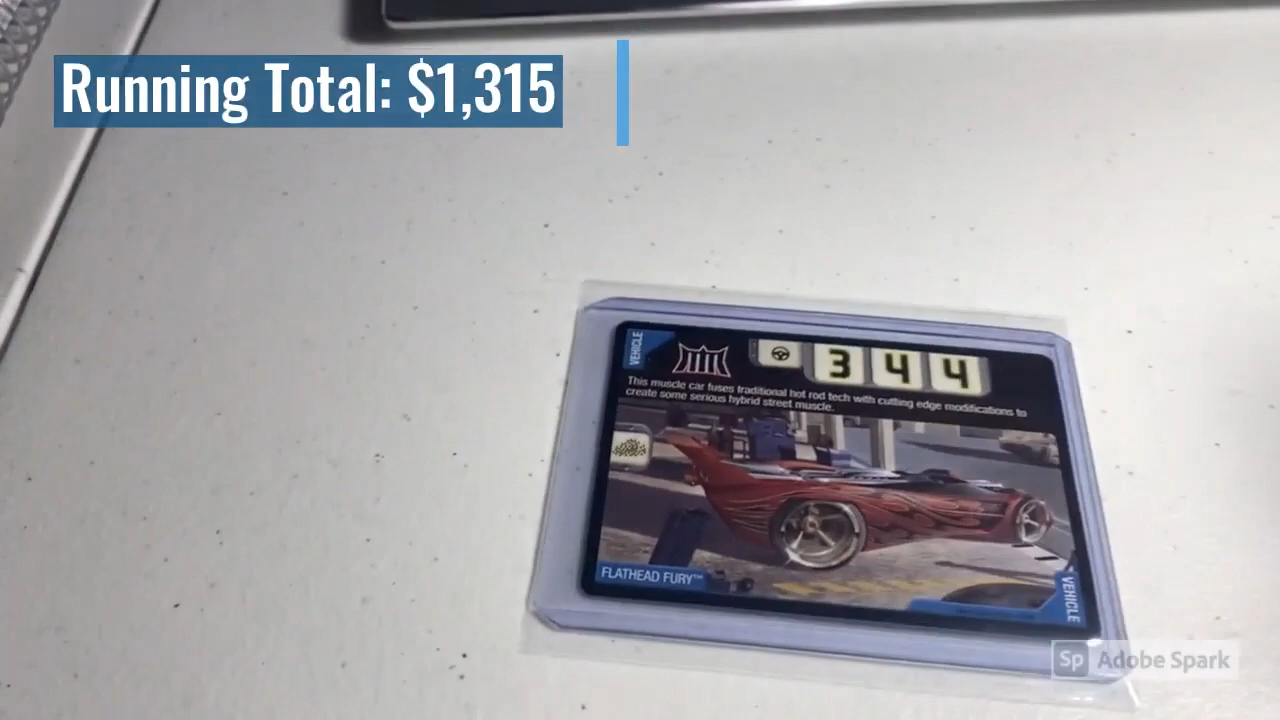 Running Total: $1,315
VEHICLE
3 4 4
This muscle car fuses traditional hot rod tech with cutting edge modifications to
create some serious hybrid street muscle.
FLATHEAD FURY™
VEHICLE
Sp Adobe Spark